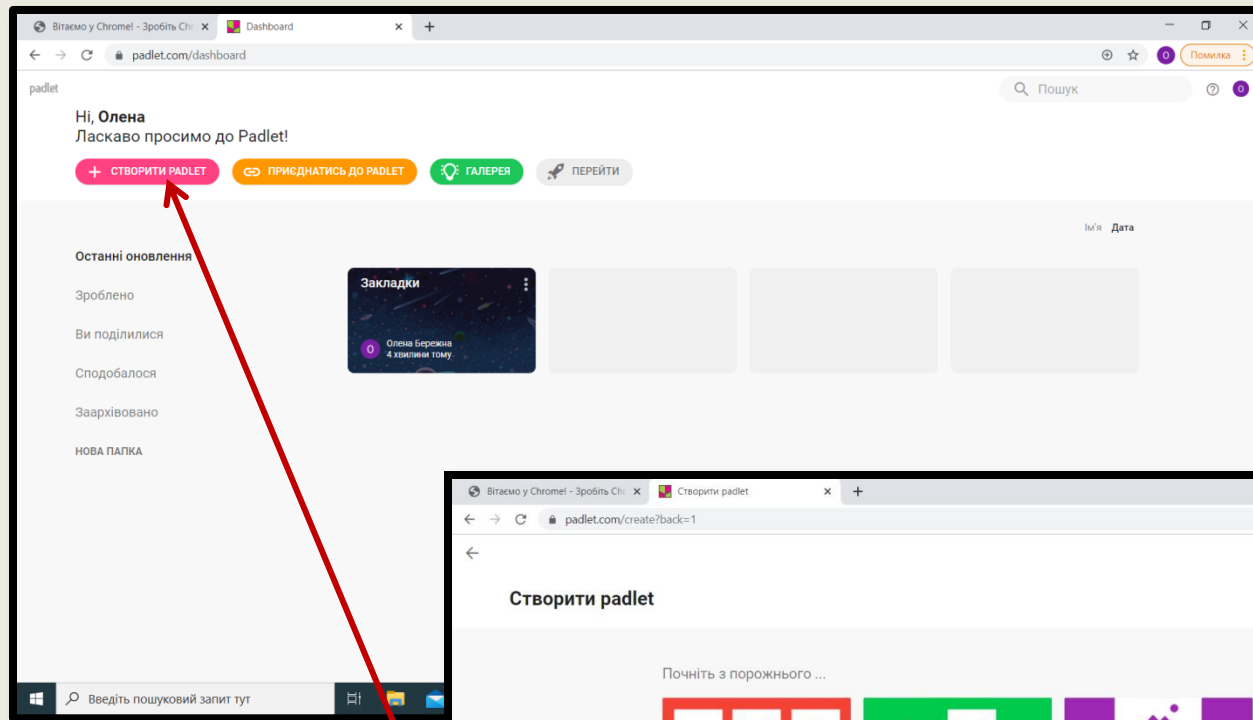 Вітаємо у Chrome! - Зробіть Chr
Dashboard
padlet.com/dashboard
О
Помилка
padlet
Пошук
О
Hi, Олена
Ласкаво просимо до Padlet!
+ СТВОРИТИ PADLET
ПРИЄДНАТИСЬ ДО PADLET
ГАЛЕРЕЯ
ПЕРЕЙТИ
Ім'я Дата
Останні оновлення
Зроблено
Ви поділилися
Сподобалося
Заархівовано
НОВА ПАПКА
Закладки
О
Олена Бережна
4 хвилини тому
Введіть пошуковий запит тут
Вітаємо у Chrome! - Зробіть Chr
Створити padlet
padlet.com/create?back=1
Створити padlet
Почніть з порожнього ...